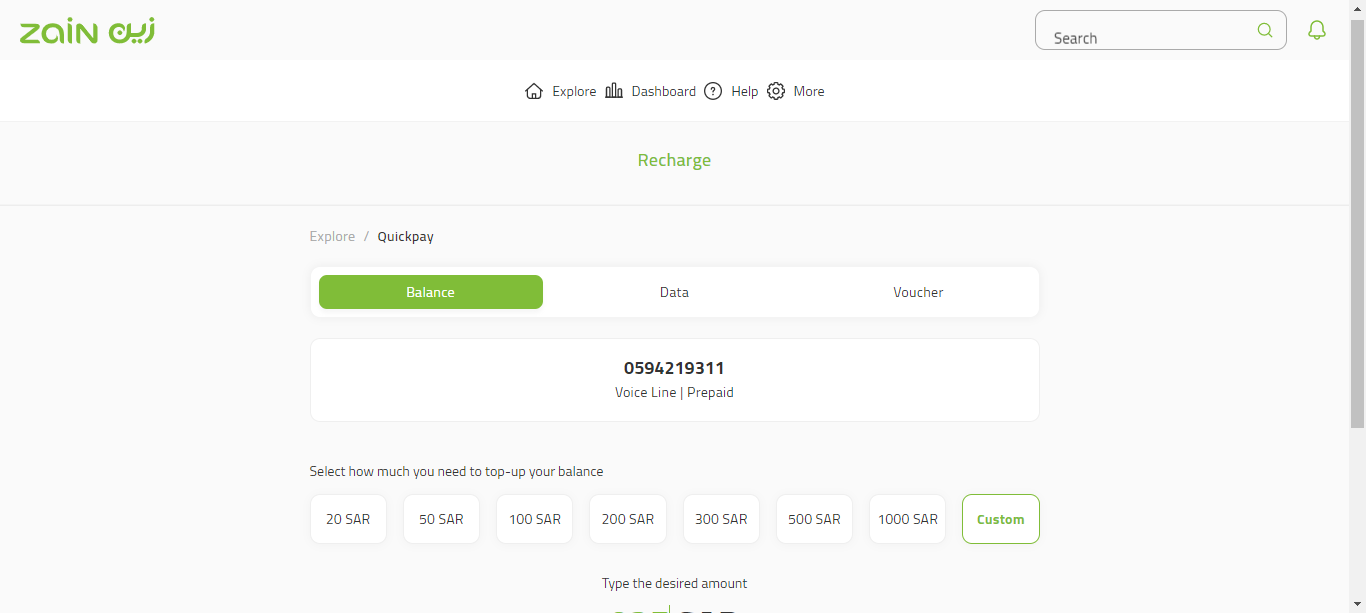 zain زين
Search
Explore Dashboard Help More
Recharge
Explore / Quickpay
Balance Data Voucher
0594219311
Voice Line | Prepaid
Select how much you need to top-up your balance
20 SAR 50 SAR 100 SAR 200 SAR 300 SAR 500 SAR 1000 SAR Custom
Type the desired amount